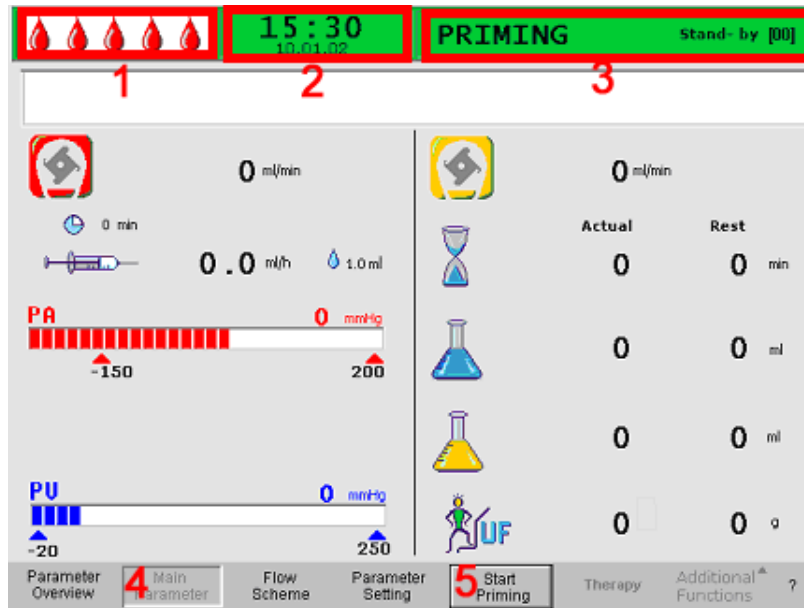 15:30
10.01.02
PRIMING Stand- by [00]
1 2 3
0 ml/min 0 ml/min
0 min Actual Rest
0.0 ml/h 1.0 ml 0 0 min
PA 0 mmHg
-150 200
0 0 ml
0 0 ml
PU 0 mmHg
-20 250
UF 0 0 g
Parameter Overview
4 Main Parameter
Flow Scheme
Parameter Setting
5 Start Priming
Therapy
Additional Functions
?